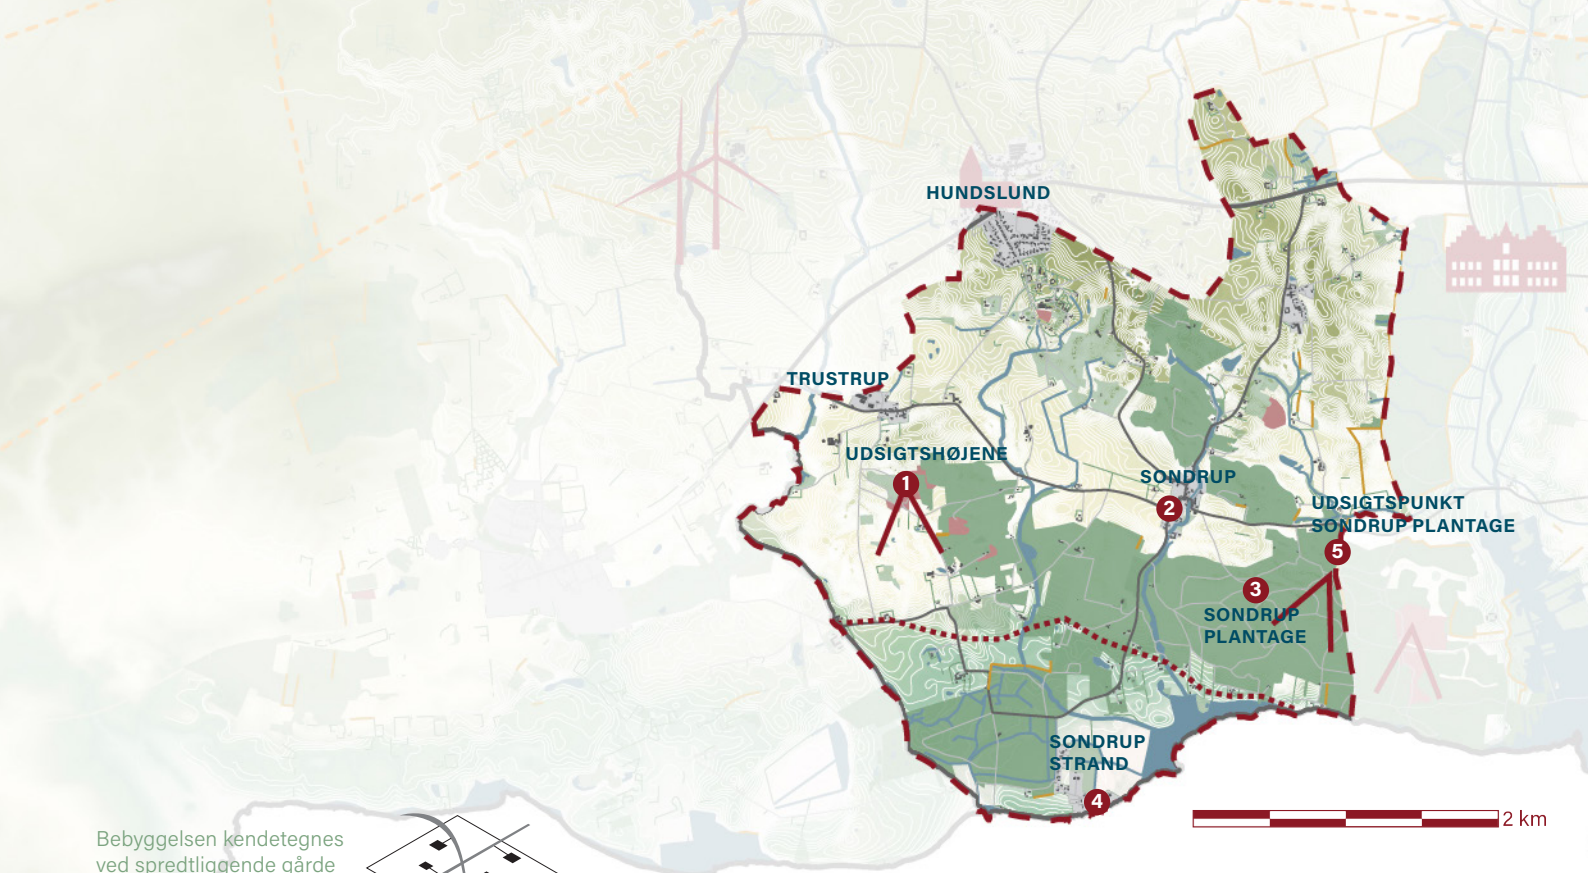 HUNDSLUND
TRUSTRUP
UDSIGTSHØJENE
1
SONDRUP
2
UDSIGTSPUNKT
SONDRUP PLANTAGE
5
3
SONDRUP
PLANTAGE
SONDRUP
STRAND
4
2 km
Bebyggelsen kendetegnes
ved spredtliggende gårde